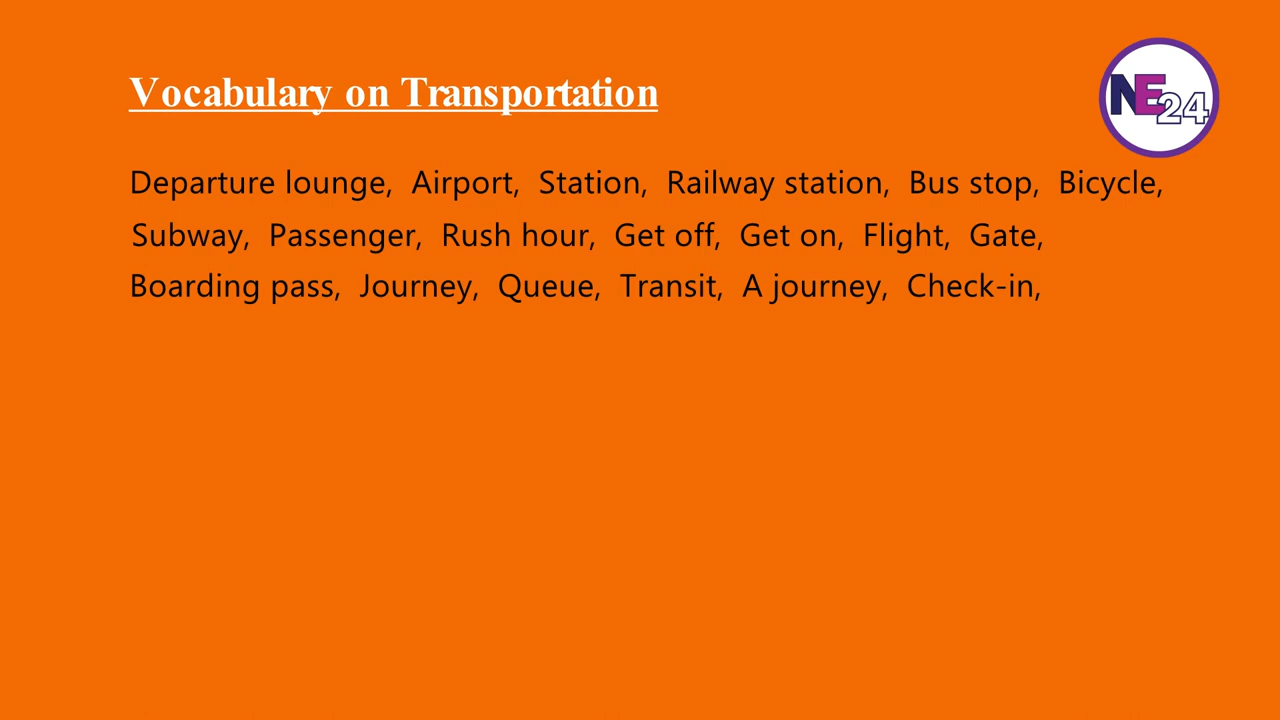 Vocabulary on Transportation
NE24
Departure lounge, Airport, Station, Railway station, Bus stop, Bicycle,
Subway, Passenger, Rush hour, Get off, Get on, Flight, Gate,
Boarding pass, Journey, Queue, Transit, A journey, Check-in,